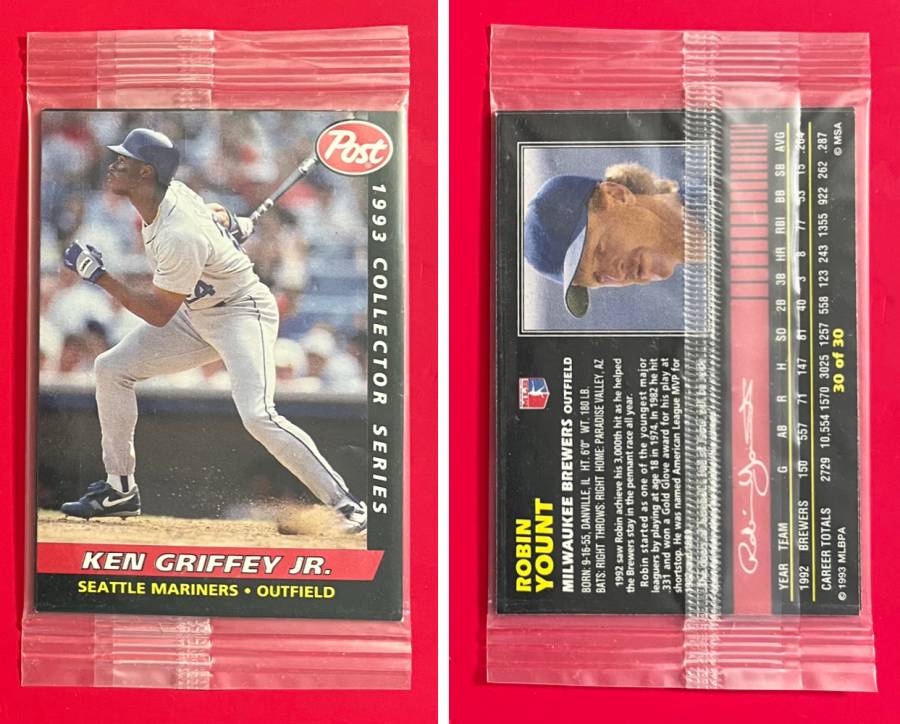 Post
1993 COLLECTOR SERIES
KEN GRIFFEY JR.
SEATTLE MARINERS • OUTFIELD
ROBIN
YOUNT
MILWAUKEE BREWERS OUTFIELD
BORN: 9-16-55, DANVILLE, IL HT. 6'0" WT. 180 LB.
BATS: RIGHT THROWS: RIGHT HOME: PARADISE VALLEY, AZ
1992 saw Robin achieve his 3,000th hit as he helped
the Brewers stay in the pennant race all year.
Robin started as one of the youngest major
leaguers by playing at age 18 in 1974. In 1982 he hit
.331 and won a Gold Glove award for his play at
shortstop. He was named American League MVP for
Robin Yount
YEAR TEAM G AB R H SO 2B 3B HR RBI BB SB AVG
1992 BREWERS 150 557 71 147 81 40 3 8 77 53 15 .264
CAREER TOTALS 2729 10,554 1570 3025 1257 558 123 243 1355 922 262 .287
© 1993 MLBPA 30 of 30 © MSA